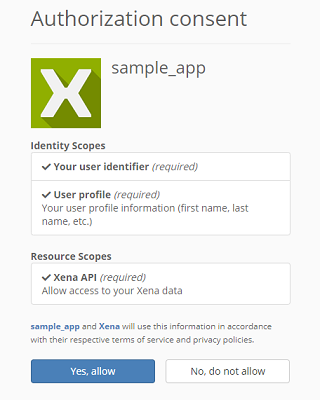 Authorization consent
X
sample_app
Identity Scopes
Your user identifier (required)
User profile (required)
Your user profile information (first name, last
name, etc.)
Resource Scopes
Xena API (required)
Allow access to your Xena data
sample_app and Xena will use this information in accordance
with their respective terms of service and privacy policies.
Yes, allow
No, do not allow